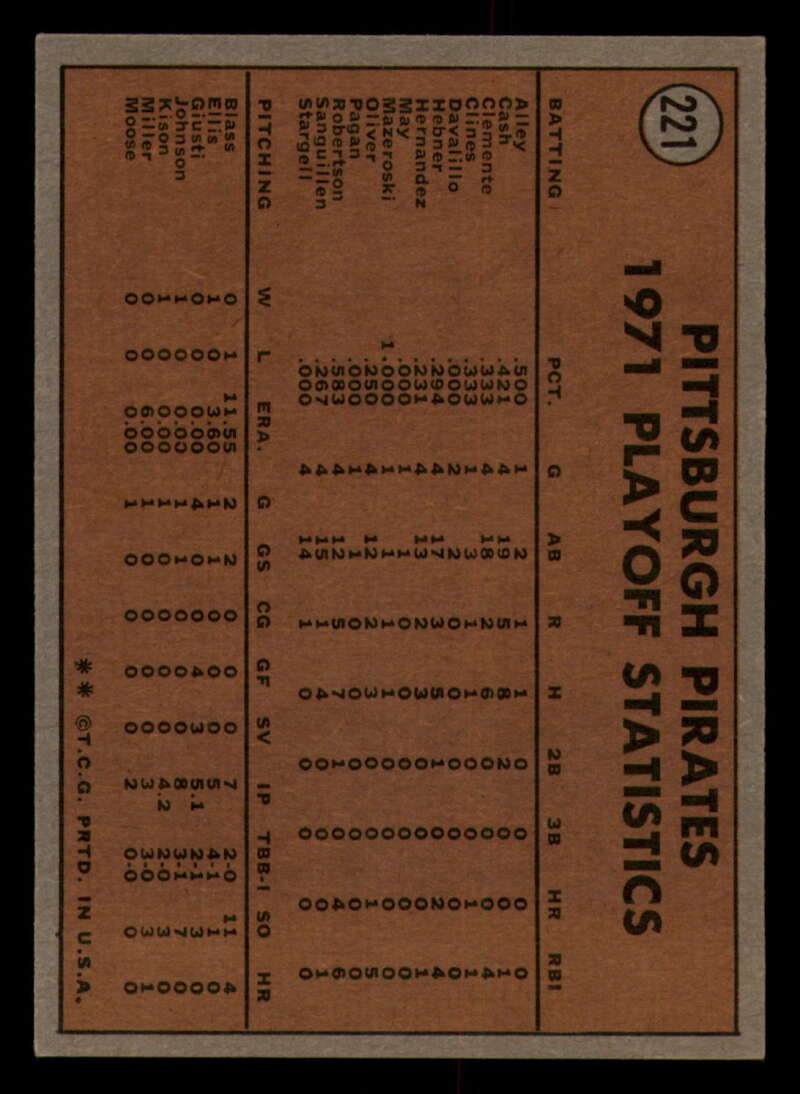 221
PITTSBURGH PIRATES
1971 PLAYOFF STATISTICS
BATTING PCT. G AB R H 2B 3B HR RBI
Alley .500 1 2 1 1 0 0 0 0
Cash .421 4 19 5 8 2 0 0 1
Clemente .333 4 18 2 6 0 0 0 4
Clines .333 1 3 1 1 0 0 1 1
Davalillo .000 2 2 0 0 0 0 0 0
Hebner .294 4 17 3 5 1 0 2 4
Hernandez .231 4 13 2 3 0 0 0 1
May .000 1 1 0 0 0 0 0 0
Mazeroski 1.000 1 1 1 1 0 0 0 0
Oliver .250 4 12 2 3 0 0 1 5
Pagan .000 1 1 0 0 0 0 0 0
Robertson .583 4 12 5 7 1 0 4 6
Sanguillen .267 4 15 1 4 0 0 0 1
Stargell .000 4 14 1 0 0 0 0 0
PITCHING W L ERA. G GS CG GF SV IP TBB-I SO HR
Blass 0 1 11.55 2 2 0 0 0 7 2-0 11 4
Ellis 1 0 3.60 1 1 0 0 0 5 4-1 1 0
Giusti 0 0 0.00 4 0 0 4 3 5.1 2-1 3 0
Johnson 1 0 0.00 1 1 0 0 0 8 3-1 7 0
Kison 1 0 0.00 1 0 0 0 0 4.2 2-0 3 0
Miller 0 0 6.00 1 0 0 0 0 3 3-0 3 1
Moose 0 0 0.00 1 0 0 0 0 2 0-0 0 0
** ©T.C.G. PRTD. IN U.S.A.